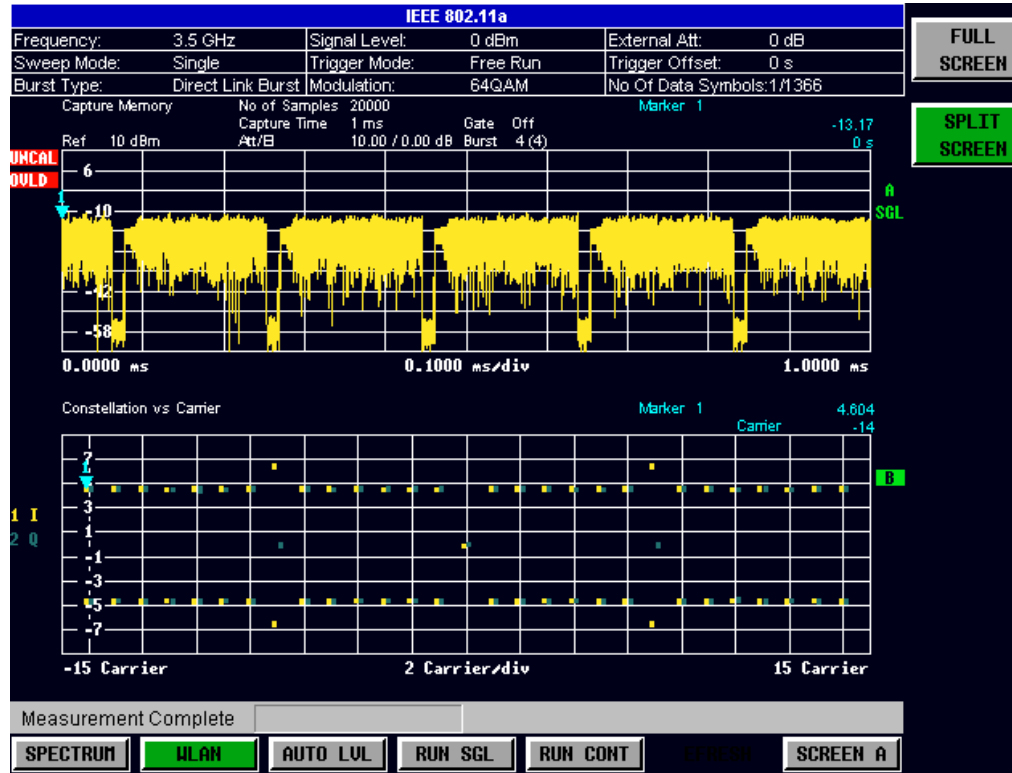 IEEE 802.11a
Frequency: 3.5 GHz Signal Level: 0 dBm External Att: 0 dB
Sweep Mode: Single Trigger Mode: Free Run Trigger Offset: 0 s
Burst Type: Direct Link Burst Modulation: 64QAM No Of Data Symbols:1/1366
FULL SCREEN
SPLIT SCREEN
Capture Memory No of Samples 20000 Marker 1
Capture Time 1 ms Gate Off -13.17
Ref 10 dBm Att/El 10.00 / 0.00 dB Burst 4 (4) 0 s
UNCAL
OVLD
6
1
-10
-42
-58
A
SGL
0.0000 ms 0.1000 ms/div 1.0000 ms
Constellation vs Carrier Marker 1 4.604
Carrier -14
7
1
3
1
-1
-3
-5
-7
1 I
2 Q
B
-15 Carrier 2 Carrier/div 15 Carrier
Measurement Complete
SPECTRUM WLAN AUTO LVL RUN SGL RUN CONT SCREEN A